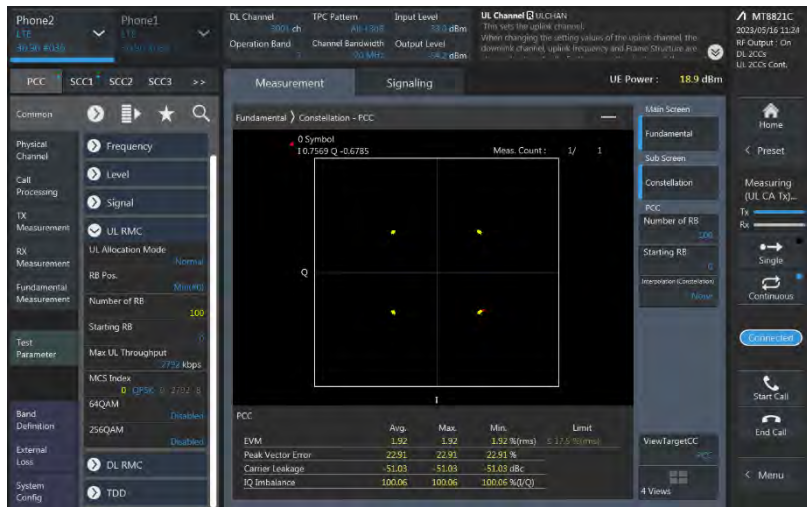 Phone2
LTE
Phone1
LTE
DL Channel
TPC Pattern
Input Level
dBm
Operation Band
Channel Bandwidth
20 MHz
Output Level
dBm
UL Channel ULCHAN
This sets the uplink channel.
When changing the setting values of the uplink channel, the
downlink channel, uplink frequency and Frame Structure are
MT8821C
2023/05/16 11:24
RF Output : On
DL 2CCs
UL 2CCs Cont.
PCC
SCC1
SCC2
SCC3
>>
Measurement
Signaling
UE Power : 18.9 dBm
Common
Physical
Channel
Call
Processing
TX
Measurement
RX
Measurement
Fundamental
Measurement
Test
Parameter
Band
Definition
External
Loss
System
Config
Frequency
Level
Signal
UL RMC
UL Allocation Mode
Normal
RB Pos.
Min(#0)
Number of RB
100
Starting RB
0
Max UL Throughput
2792 kbps
MCS Index
0 QPSK 0 2792 B
64QAM
Disabled
256QAM
Disabled
DL RMC
TDD
Fundamental
Constellation - PCC
0 Symbol
I 0.7569 Q -0.6785
Meas. Count : 1/ 1
Q
I
PCC
Avg. Max. Min. Limit
EVM 1.92 1.92 1.92 %(rms) ≤ 17.5 %(rms)
Peak Vector Error 22.91 22.91 22.91 %
Carrier Leakage -51.03 -51.03 -51.03 dBc
IQ Imbalance 100.06 100.06 100.06 %(I/Q)
Main Screen
Fundamental
Sub Screen
Constellation
PCC
Number of RB
100
Starting RB
0
Interpolation (Constellation)
None
ViewTargetCC
PCC
4 Views
Home
< Preset
Measuring
(UL CA Tx)...
Tx
Rx
Single
Continuous
Connected
Start Call
End Call
< Menu